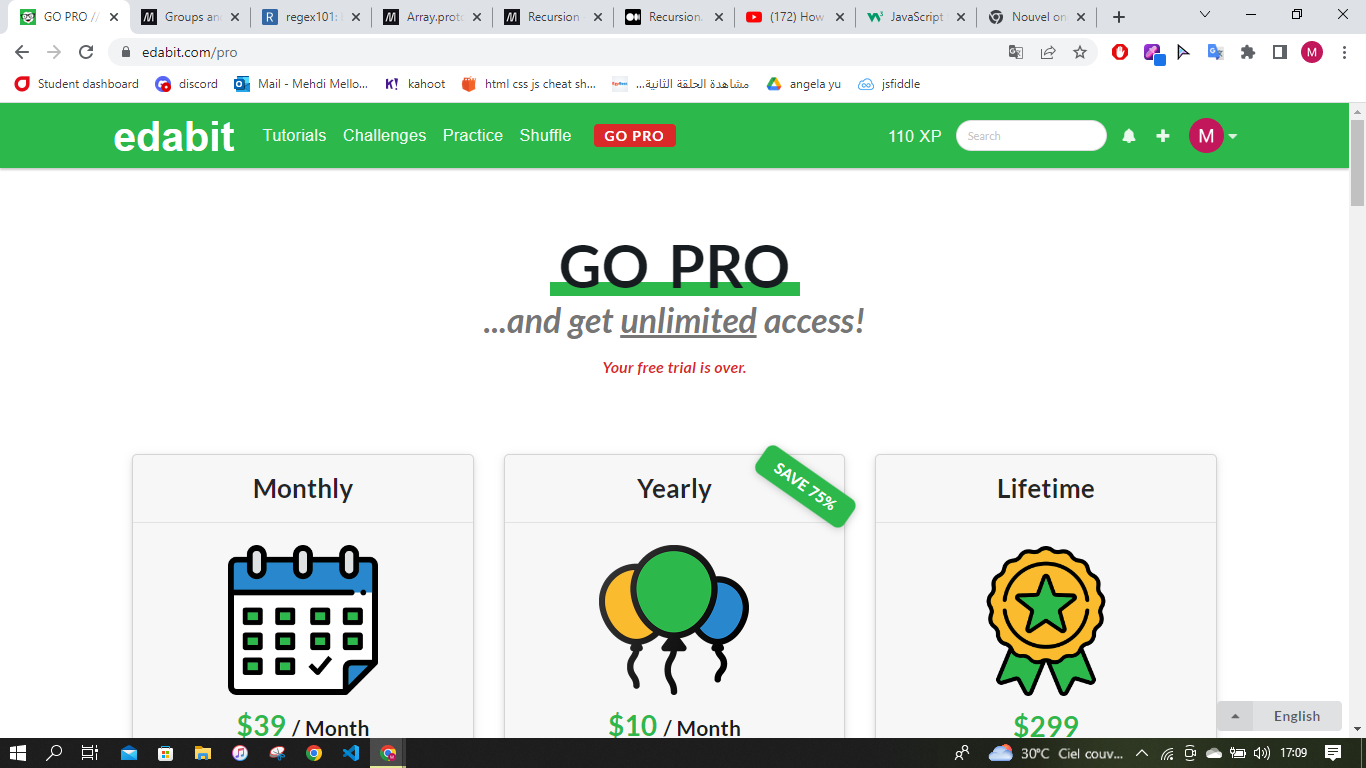 GO PRO //
Groups an
regex101:
Array.proto
Recursion
Recursion.
(172) How
JavaScript
Nouvel on
edabit.com/pro
M
Student dashboard
discord
Mail - Mehdi Mello...
K! kahoot
html css js cheat sh...
مشاهدة الحلقة الثانية...
angela yu
jsfiddle
edabit
Tutorials
Challenges
Practice
Shuffle
GO PRO
110 XP
Search
M
GO PRO
...and get unlimited access!
Your free trial is over.
Monthly
Yearly
SAVE 75%
Lifetime
$39 / Month
$10 / Month
$299
English
30°C Ciel couv...
17:09